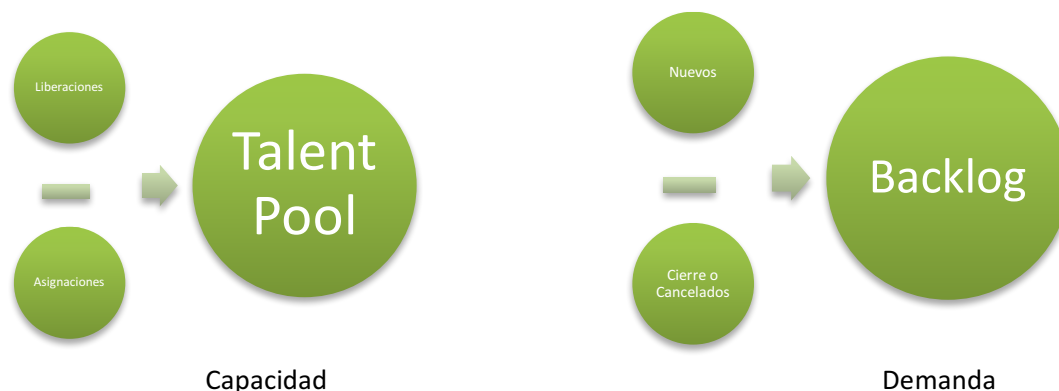 Liberaciones
Talent
Pool
Asignaciones
Capacidad
Nuevos
Backlog
Cierre o
Cancelados
Demanda